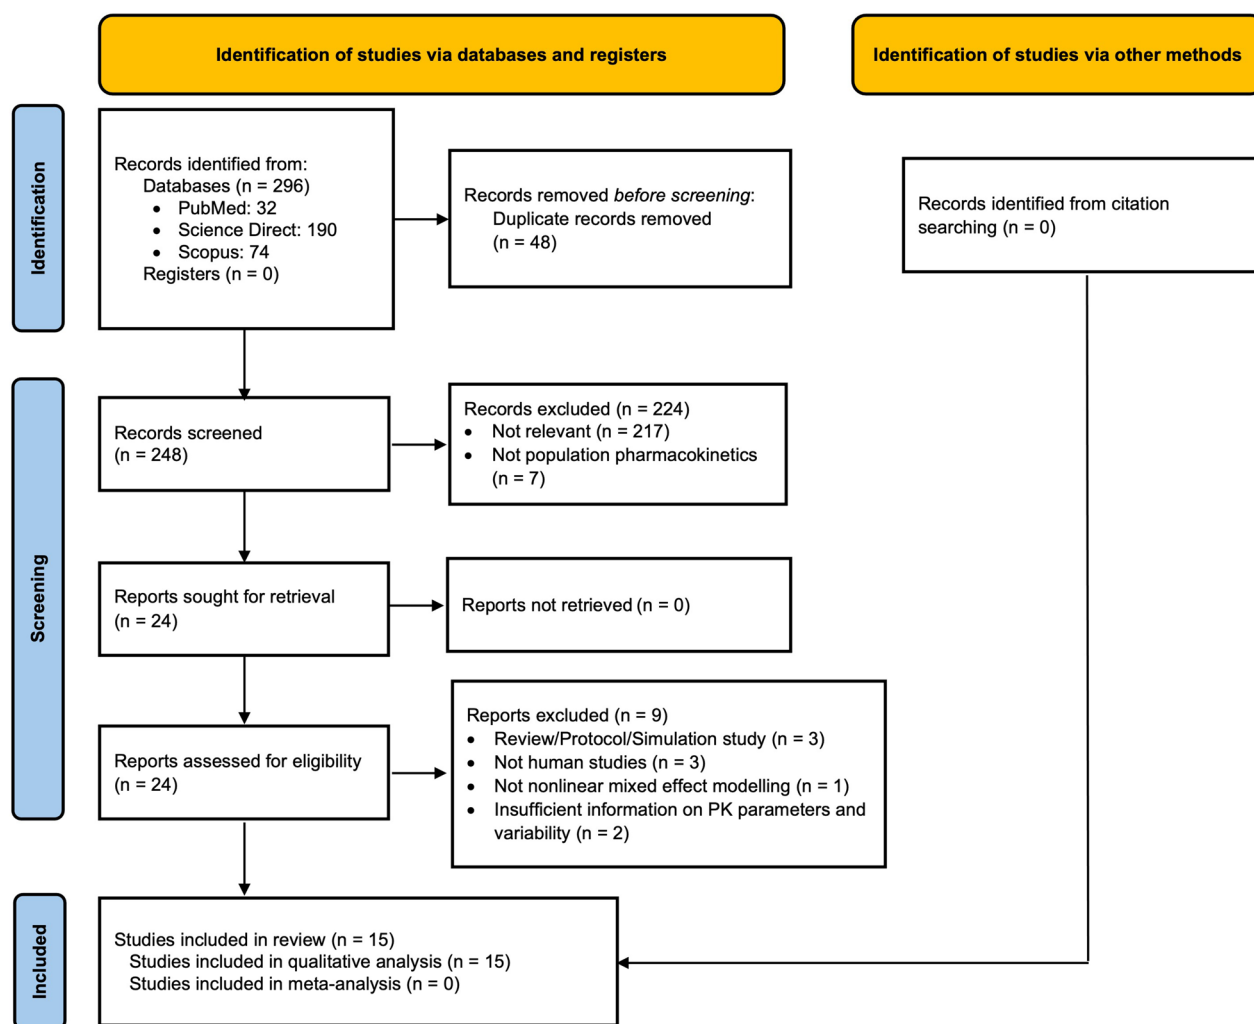 Identification of studies via databases and registers
Identification of studies via other methods
Identification
Records identified from:
Databases (n = 296)
• PubMed: 32
• Science Direct: 190
• Scopus: 74
Registers (n = 0)
Records removed before screening:
Duplicate records removed
(n = 48)
Records identified from citation
searching (n = 0)
Screening
Records screened
(n = 248)
Records excluded (n = 224)
• Not relevant (n = 217)
• Not population pharmacokinetics
(n = 7)
Reports sought for retrieval
(n = 24)
Reports not retrieved (n = 0)
Reports assessed for eligibility
(n = 24)
Reports excluded (n = 9)
• Review/Protocol/Simulation study (n = 3)
• Not human studies (n = 3)
• Not nonlinear mixed effect modelling (n = 1)
• Insufficient information on PK parameters and
variability (n = 2)
Included
Studies included in review (n = 15)
Studies included in qualitative analysis (n = 15)
Studies included in meta-analysis (n = 0)